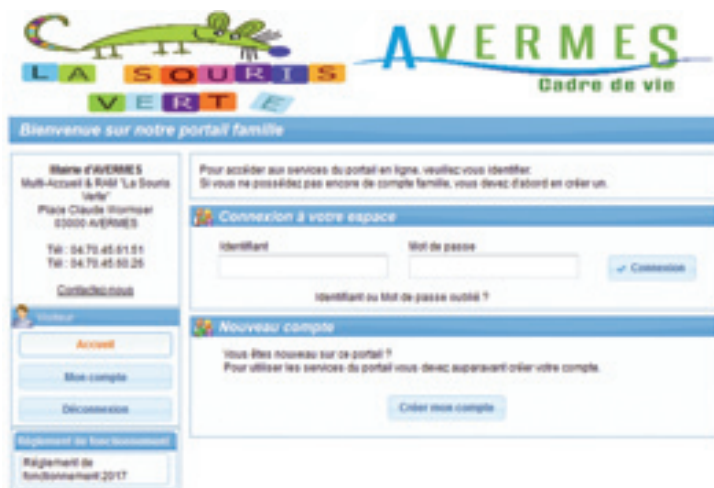 LA SOURIS
VERTE
AVERMES
Cadre de vie
Bienvenue sur notre portail famille
Mairie d'AVERMES
Multi-Accueil & RAM "La Souris
Verte"
Place Claude Wormser
03000 AVERMES
Tél : 04.70.45.51.51
Tél : 04.70.45.50.26
Contactez-nous
Visiteur
Accueil
Mon compte
Déconnexion
Règlement de fonctionnement
Réglement de
fonctionnement 2017
Pour accéder aux services du portail en ligne, veuillez vous identifier.
Si vous ne possédez pas encore de compte famille, vous devez d'abord en créer un.
Connexion à votre espace
Identifiant Mot de passe
Connexion
Identifiant ou Mot de passe oublié ?
Nouveau compte
Vous êtes nouveau sur ce portail ?
Pour utiliser les services du portail vous devez auparavant créer votre compte.
Créer mon compte